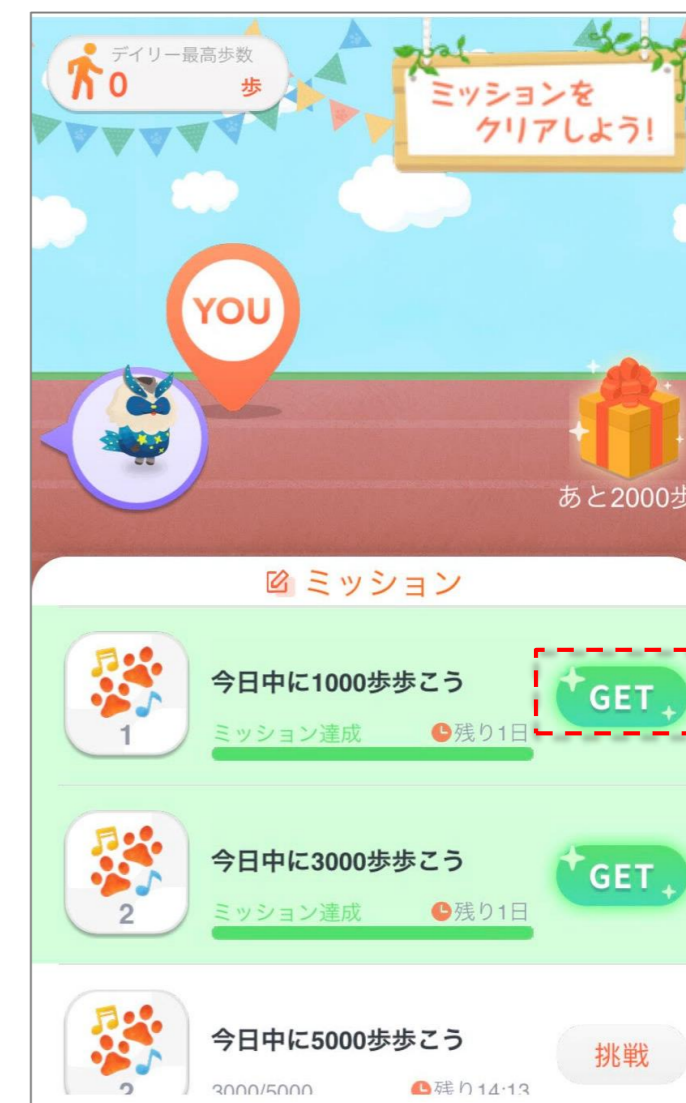 デイリー最高歩数
0 歩
ミッションを
クリアしよう!
YOU
あと2000歩
ミッション
今日中に1000歩歩こう
ミッション達成 残り1日
1
GET
今日中に3000歩歩こう
ミッション達成 残り1日
2
GET
今日中に5000歩歩こう
3000/5000 残り14:13
挑戦